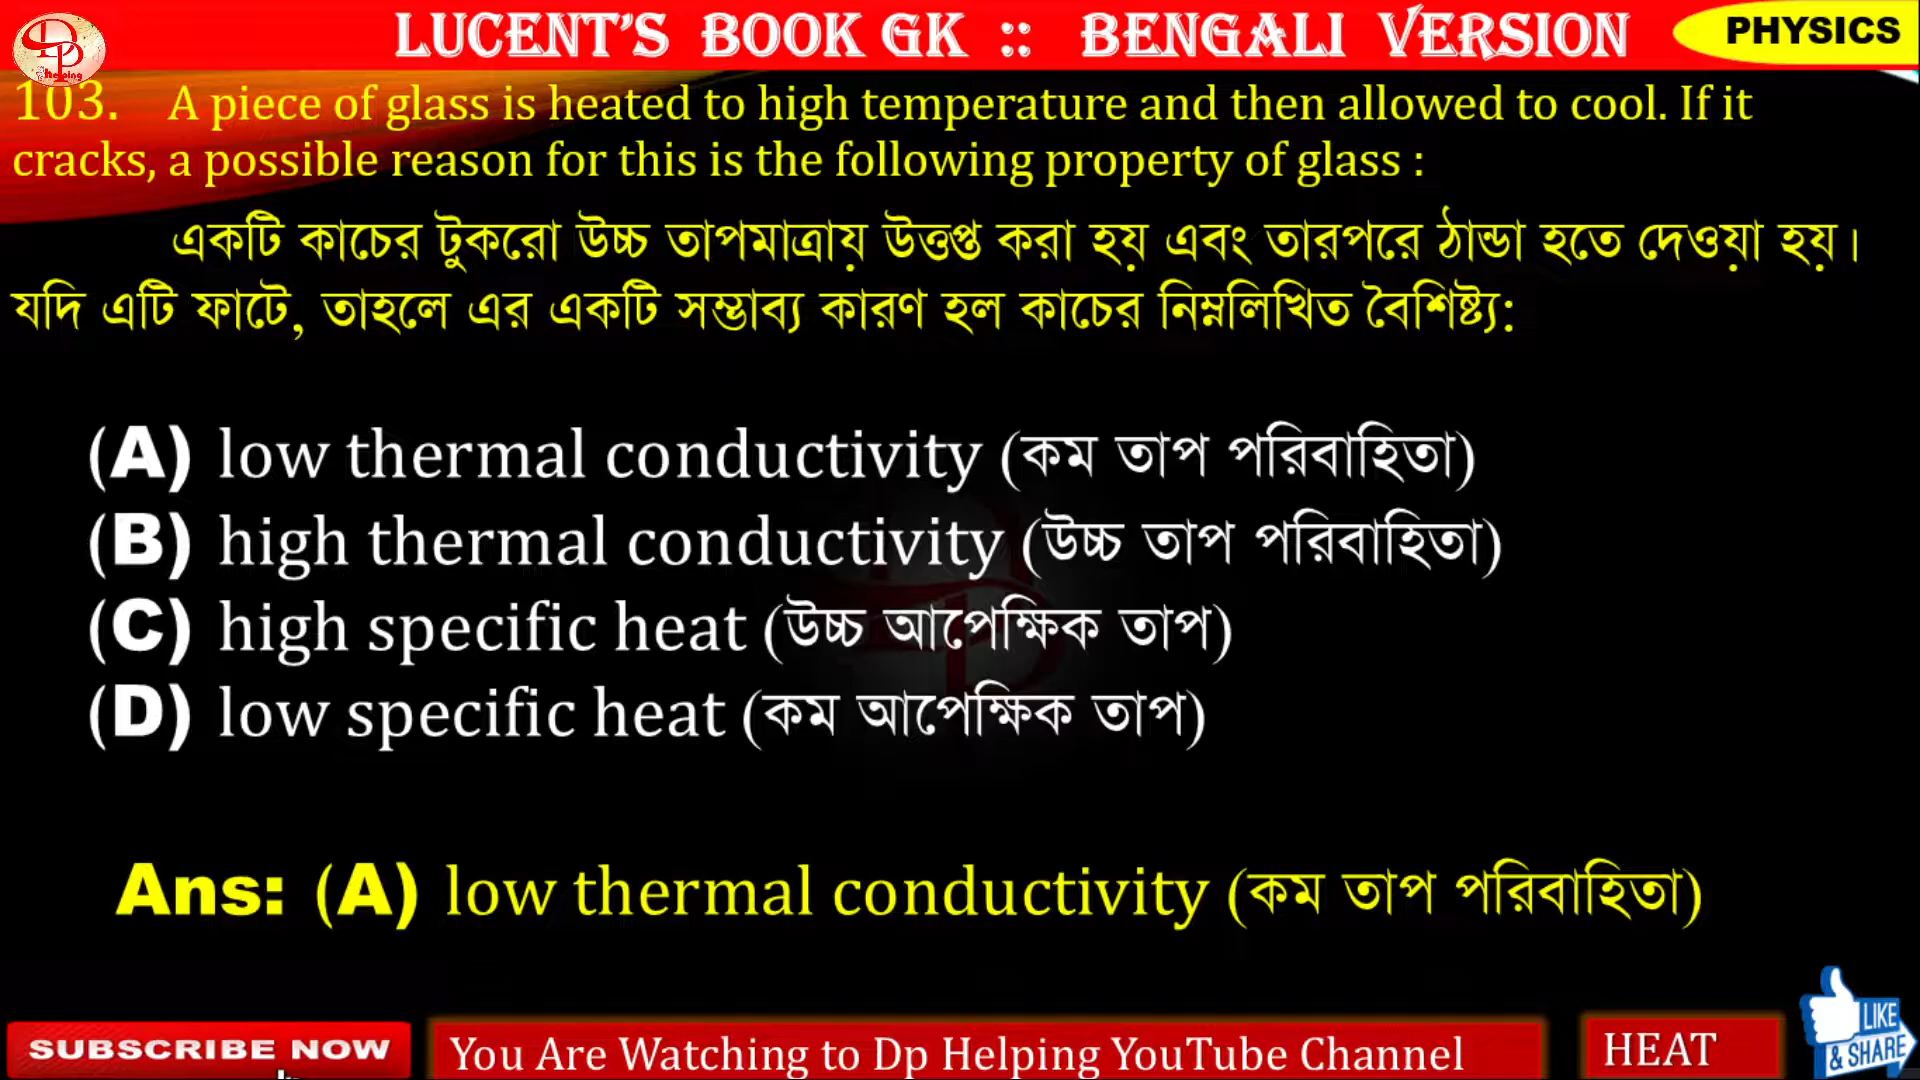 LUCENT'S BOOK GK :: BENGALI VERSION
PHYSICS
DP
helping
103. A piece of glass is heated to high temperature and then allowed to cool. If it
cracks, a possible reason for this is the following property of glass :
একটি কাচের টুকরো উচ্চ তাপমাত্রায় উত্তপ্ত করা হয় এবং তারপরে ঠান্ডা হতে দেওয়া হয়।
যদি এটি ফাটে, তাহলে এর একটি সম্ভাব্য কারণ হল কাচের নিম্নলিখিত বৈশিষ্ট্য:
(A) low thermal conductivity (কম তাপ পরিবাহিতা)
(B) high thermal conductivity (উচ্চ তাপ পরিবাহিতা)
(C) high specific heat (উচ্চ আপেক্ষিক তাপ)
(D) low specific heat (কম আপেক্ষিক তাপ)
Ans: (A) low thermal conductivity (কম তাপ পরিবাহিতা)
SUBSCRIBE NOW
You Are Watching to Dp Helping YouTube Channel
HEAT
LIKE
& SHARE